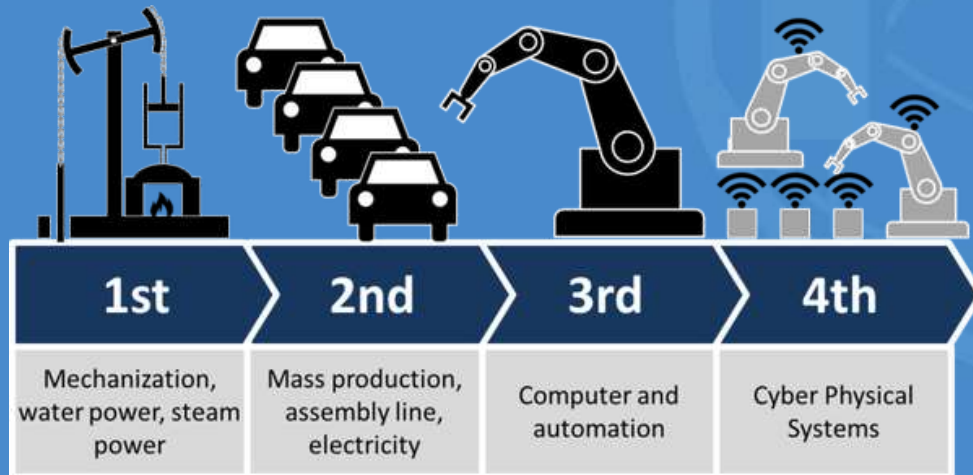 1st
2nd
3rd
4th
Mechanization,
water power, steam
power
Mass production,
assembly line,
electricity
Computer and
automation
Cyber Physical
Systems